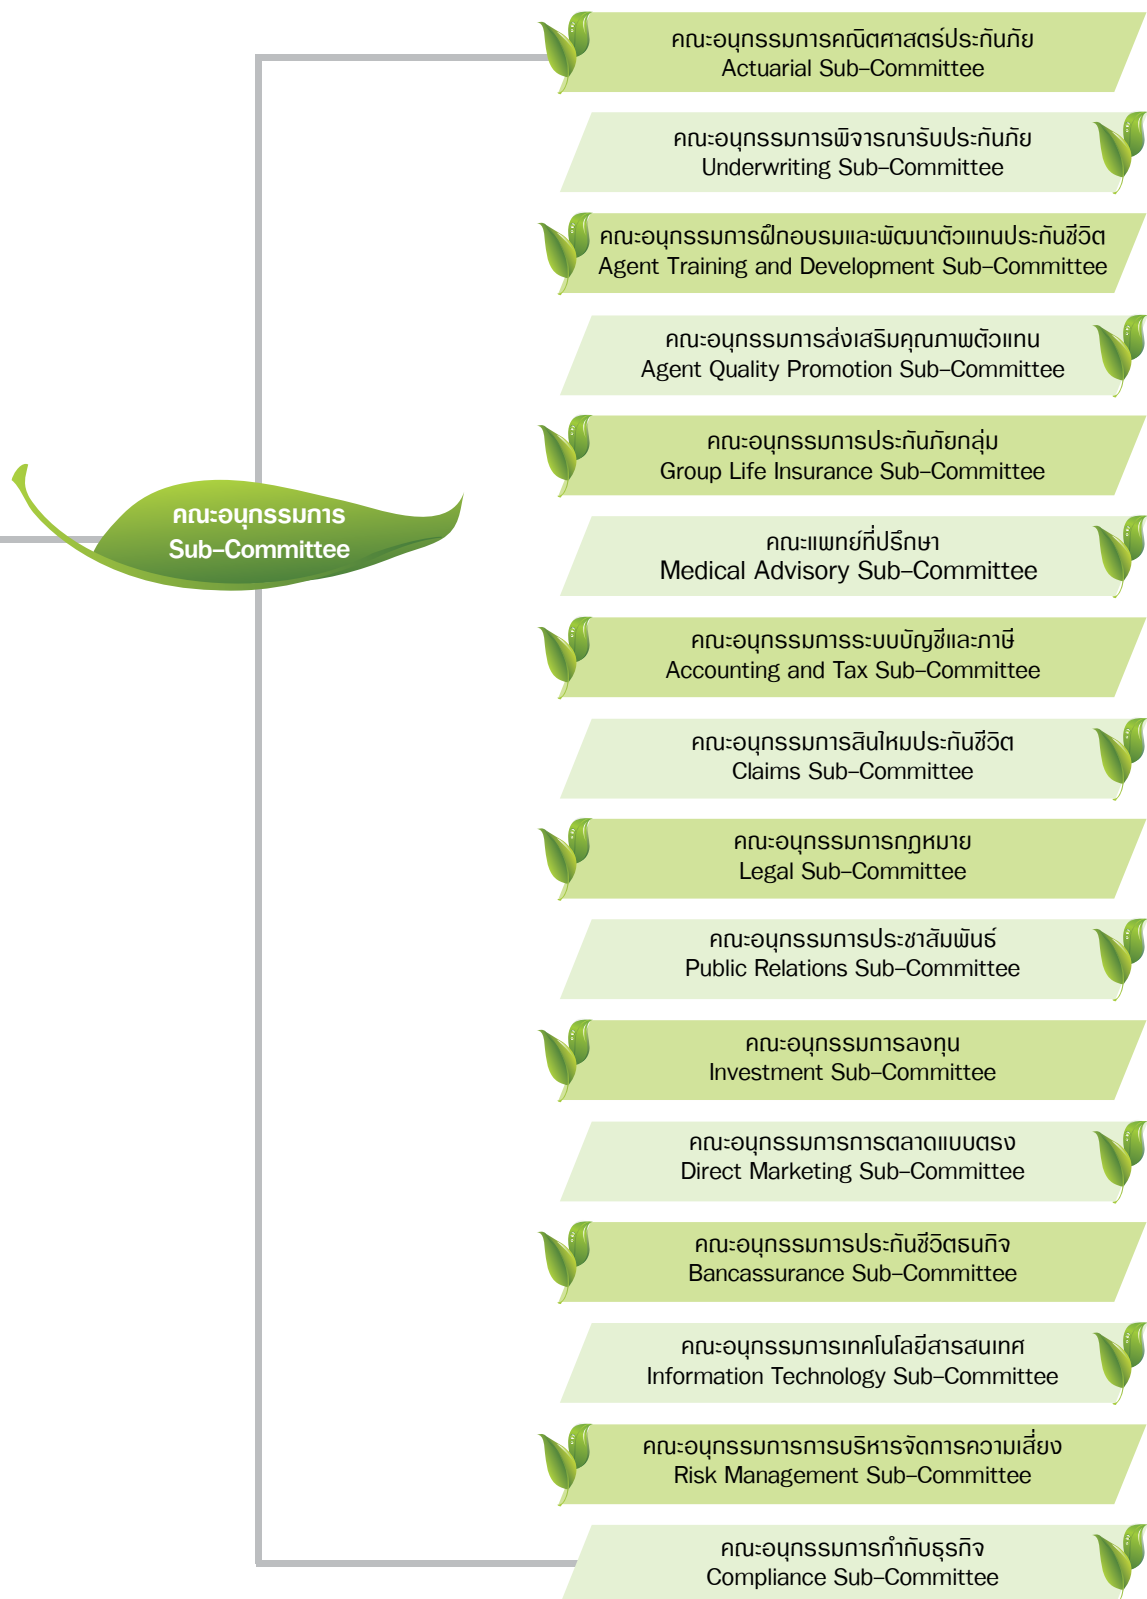 คณะอนุกรรมการคณิตศาสตร์ประกันภัย
Actuarial Sub-Committee
คณะอนุกรรมการพิจารณารับประกันภัย
Underwriting Sub-Committee
คณะอนุกรรมการฝึกอบรมและพัฒนาตัวแทนประกันชีวิต
Agent Training and Development Sub-Committee
คณะอนุกรรมการส่งเสริมคุณภาพตัวแทน
Agent Quality Promotion Sub-Committee
คณะอนุกรรมการประกันภัยกลุ่ม
Group Life Insurance Sub-Committee
คณะอนุกรรมการ
Sub-Committee
คณะแพทย์ที่ปรึกษา
Medical Advisory Sub-Committee
คณะอนุกรรมการระบบบัญชีและภาษี
Accounting and Tax Sub-Committee
คณะอนุกรรมการสินไหมประกันชีวิต
Claims Sub-Committee
คณะอนุกรรมการกฎหมาย
Legal Sub-Committee
คณะอนุกรรมการประชาสัมพันธ์
Public Relations Sub-Committee
คณะอนุกรรมการลงทุน
Investment Sub-Committee
คณะอนุกรรมการการตลาดแบบตรง
Direct Marketing Sub-Committee
คณะอนุกรรมการประกันชีวิตธนกิจ
Bancassurance Sub-Committee
คณะอนุกรรมการเทคโนโลยีสารสนเทศ
Information Technology Sub-Committee
คณะอนุกรรมการการบริหารจัดการความเสี่ยง
Risk Management Sub-Committee
คณะอนุกรรมการกำกับธุรกิจ
Compliance Sub-Committee